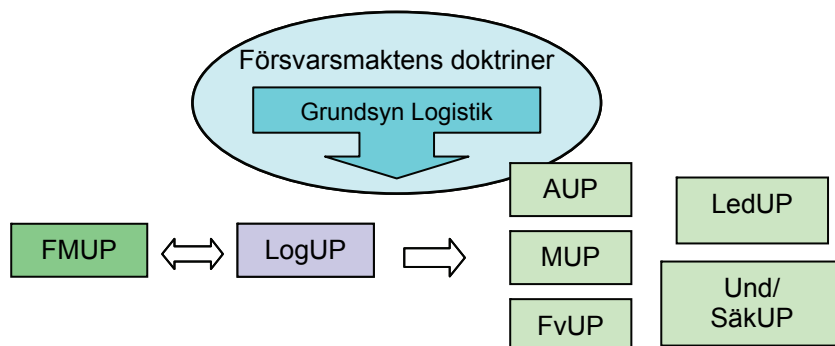 Försvarsmaktens doktriner
Grundsyn Logistik
AUP
LedUP
FMUP
LogUP
MUP
Und/
SäkUP
FvUP